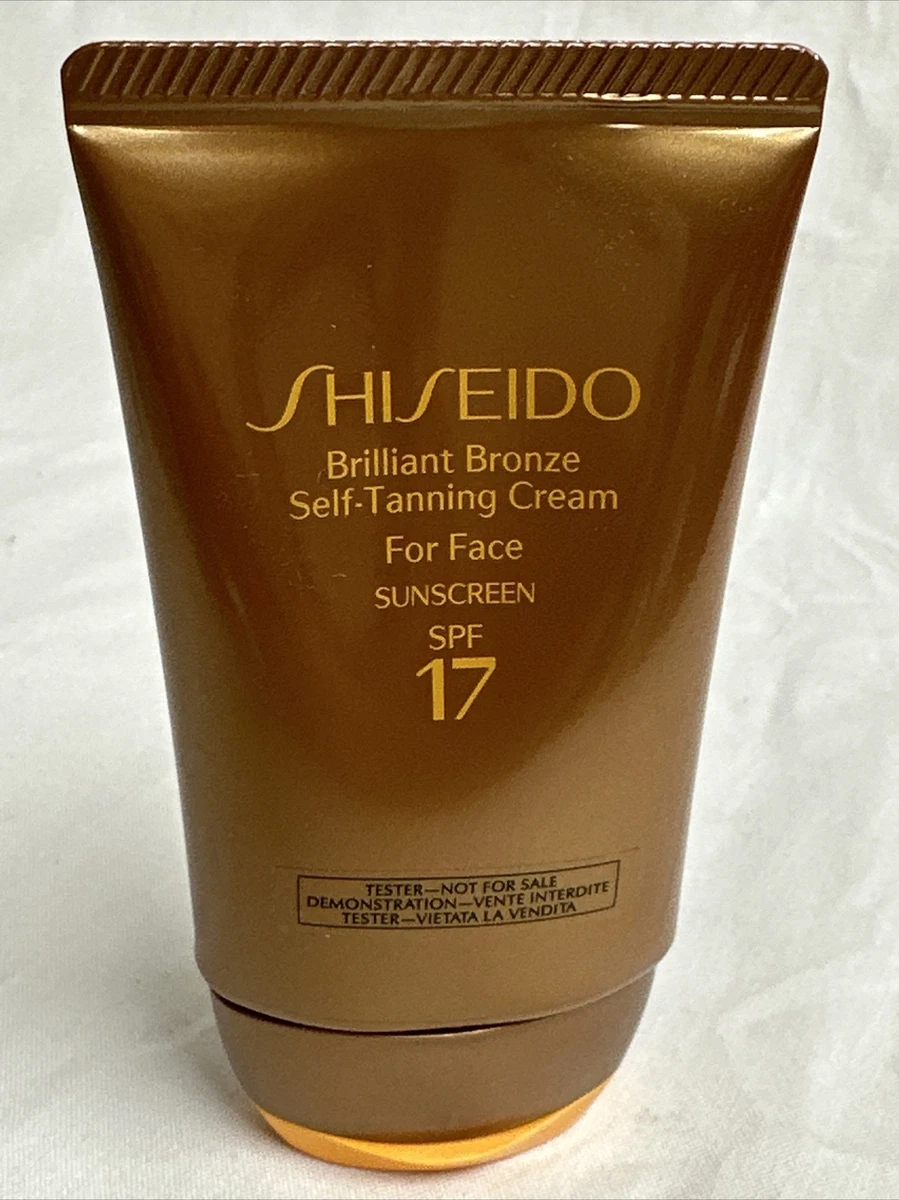 SHISEIDO
Brilliant Bronze
Self-Tanning Cream
For Face
SUNSCREEN
SPF
17
TESTER—NOT FOR SALE
DEMONSTRATION—VENTE INTERDITE
TESTER—VIETATA LA VENDITA